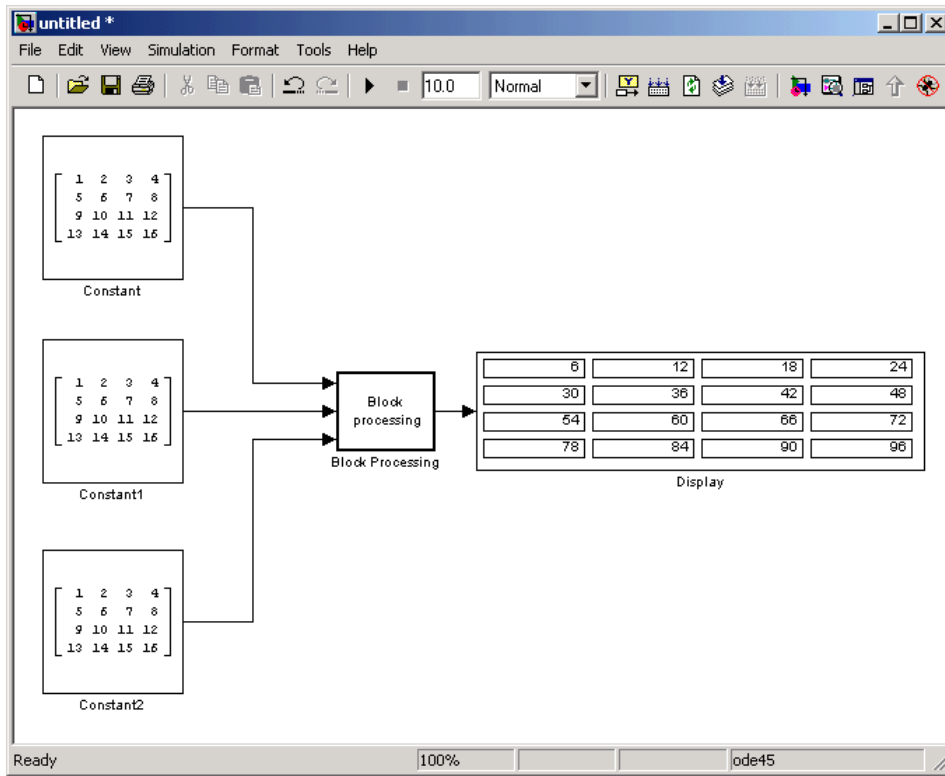 untitled *
File Edit View Simulation Format Tools Help
10.0 Normal
1 2 3 4
5 6 7 8
9 10 11 12
13 14 15 16
Constant
1 2 3 4
5 6 7 8
9 10 11 12
13 14 15 16
Constant1
1 2 3 4
5 6 7 8
9 10 11 12
13 14 15 16
Constant2
Block
processing
Block Processing
6 12 18 24
30 36 42 48
54 60 66 72
78 84 90 96
Display
Ready 100% ode45